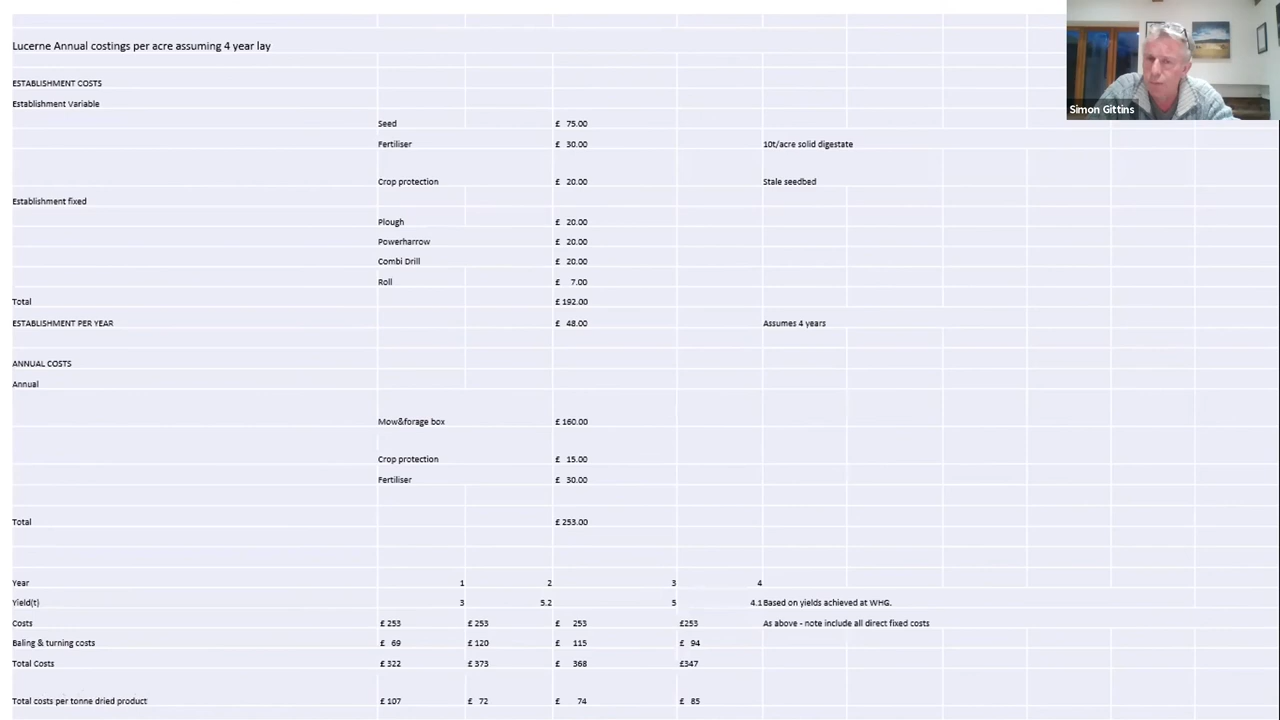 Lucerne Annual costings per acre assuming 4 year lay
Simon Gittins
ESTABLISHMENT COSTS
Establishment Variable
Seed £ 75.00
Fertiliser £ 30.00 10t/acre solid digestate
Crop protection £ 20.00 Stale seedbed
Establishment fixed
Plough £ 20.00
Powerharrow £ 20.00
Combi Drill £ 20.00
Roll £ 7.00
Total £ 192.00
ESTABLISHMENT PER YEAR £ 48.00 Assumes 4 years
ANNUAL COSTS
Annual
Mow&forage box £ 160.00
Crop protection £ 15.00
Fertiliser £ 30.00
Total £ 253.00
Year 1 2 3 4
Yield(t) 3 5.2 5 4.1 Based on yields achieved at WHG.
Costs £ 253 £ 253 £ 253 £253 As above - note include all direct fixed costs
Baling & turning costs £ 69 £ 120 £ 115 £ 94
Total Costs £ 322 £ 373 £ 368 £347
Total costs per tonne dried product £ 107 £ 72 £ 74 £ 85